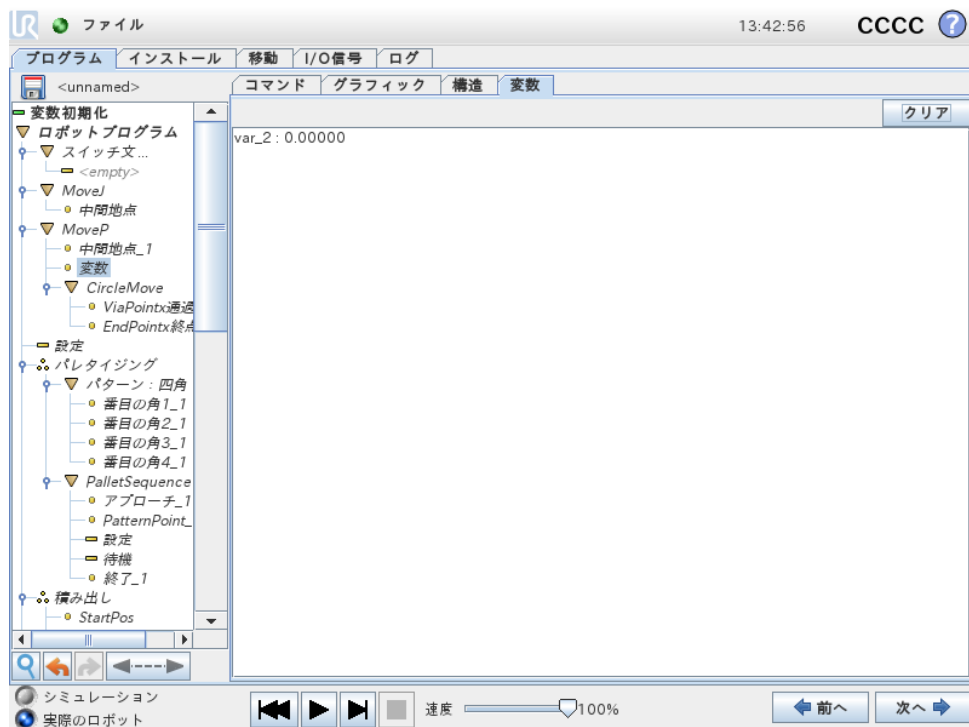 UR ファイル 13:42:56 CCCC ?
プログラム インストール 移動 I/O信号 ログ
<unnamed>
コマンド グラフィック 構造 変数
クリア
var_2 : 0.00000
変数初期化
ロボットプログラム
スイッチ文 ...
<empty>
MoveJ
中間地点
MoveP
中間地点_1
変数
CircleMove
ViaPointx通過
EndPointx終点
設定
パレタイジング
パターン : 四角
番目の角1_1
番目の角2_1
番目の角3_1
番目の角4_1
PalletSequence
アプローチ_1
PatternPoint_
設定
待機
終了_1
積み出し
StartPos
シミュレーション
実際のロボット
速度 100%
前へ 次へ